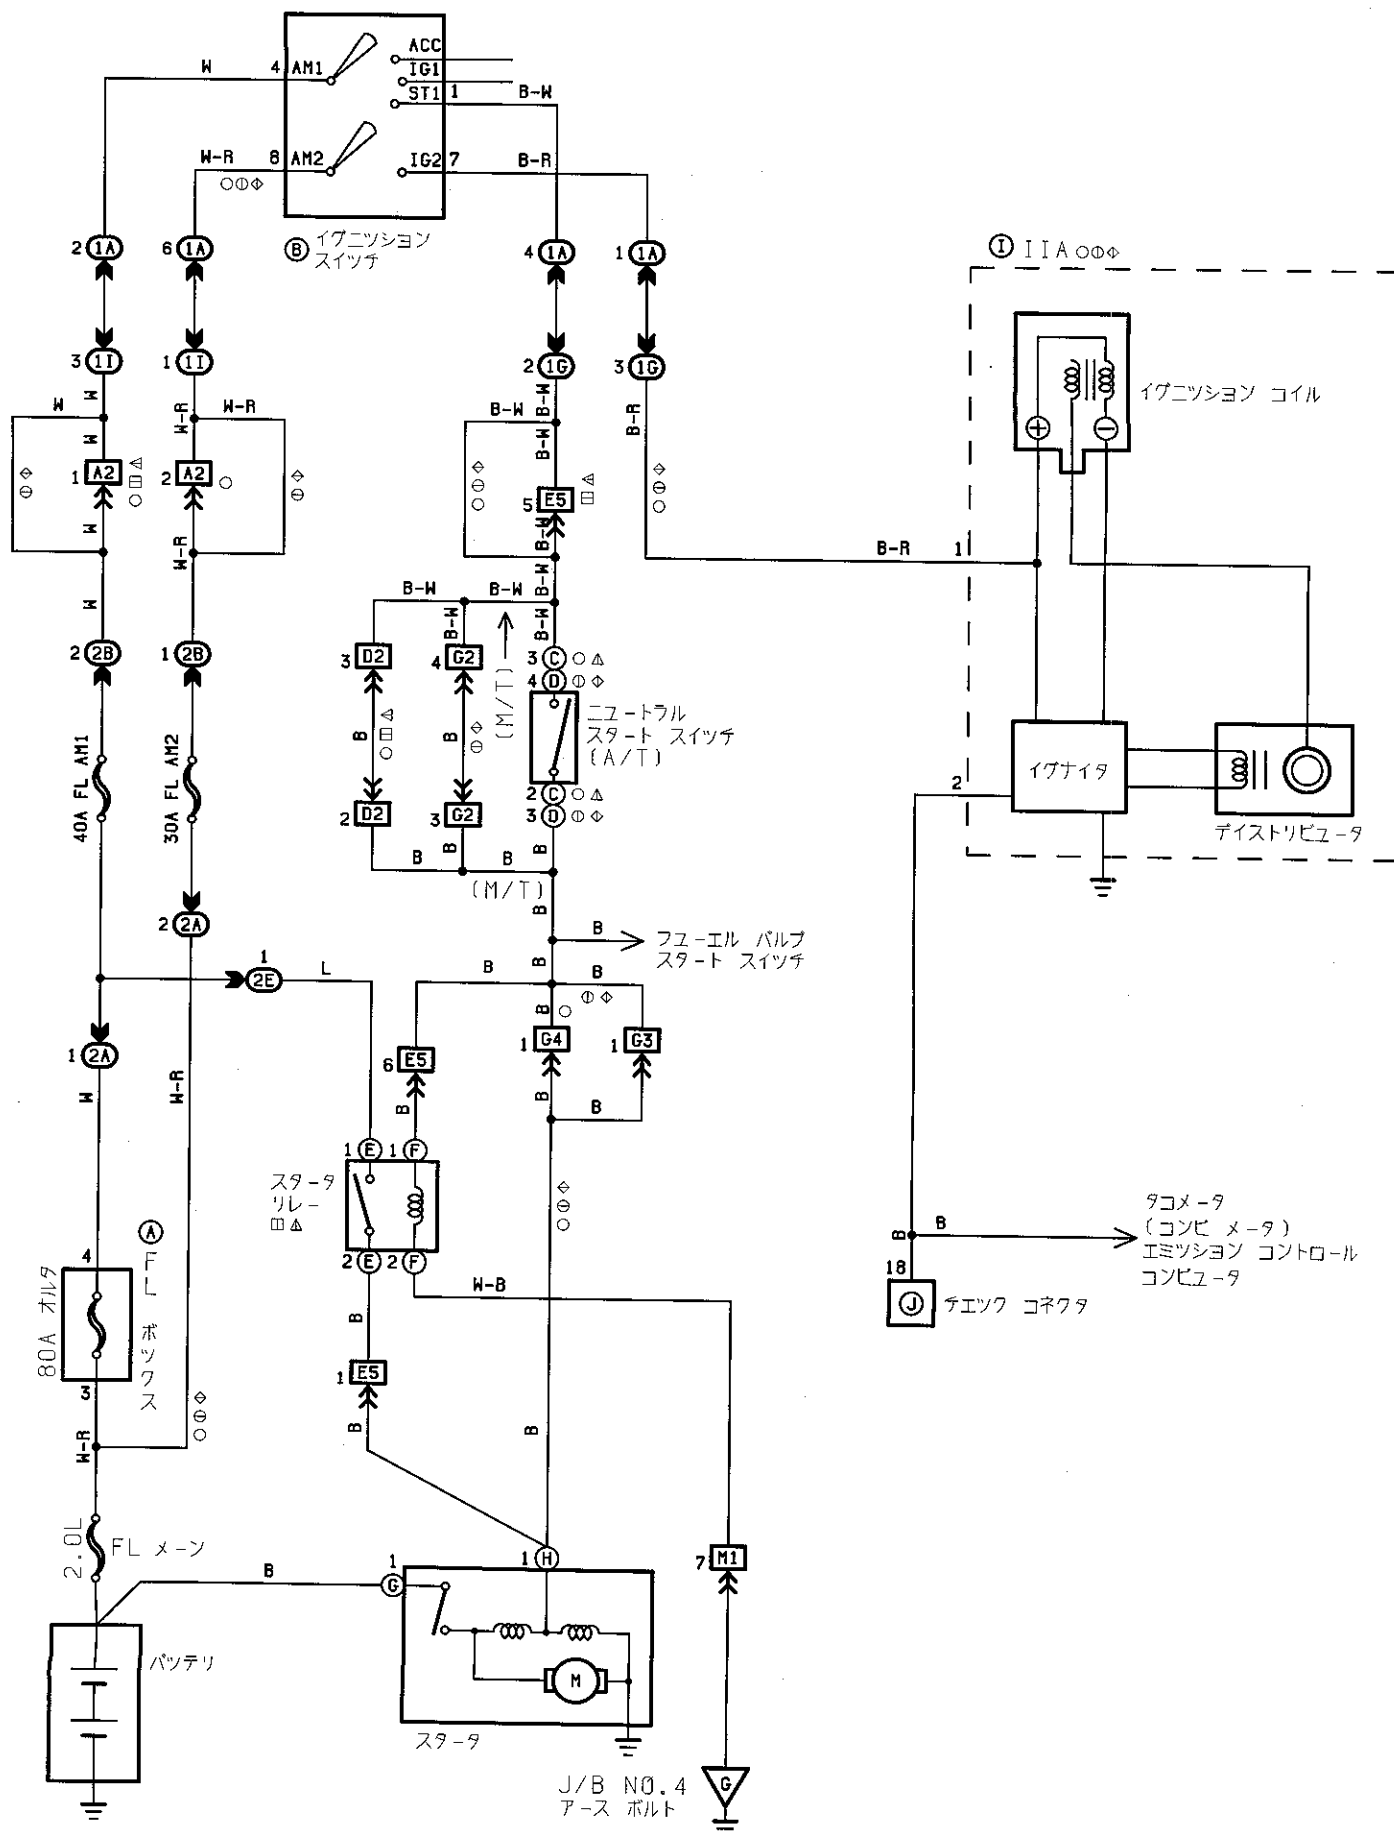 ACC
W
4 AM1
IG1
ST1 1
B-W
W-R
8 AM2
IG2 7
B-R
Ⓑ イグニッション
スイッチ
2 1A
6 1A
4 1A
1 1A
Ⓘ IIA
3 1I
1 1I
2 1G
3 1G
イグニッション コイル
W
W
W-R
W-R
B-W
B-W
B-R
W
B-W
+
−
1 A2
2 A2
5 E5
W
W-R
B-W
B-R
1
B-W
W
B-W
B-W
B-W
B-W
2 2B
1 2B
3 D2
4 G2
(M/T)
3 C
4 D
ニュートラル
スタート スイッチ
(A/T)
B
B
40A FL AM1
30A FL AM2
2 D2
3 G2
2 C
3 D
イグナイタ
2
ディストリビュータ
B
B
B
B
(M/T)
2 2A
B
B
フューエル バルブ
スタート スイッチ
1
2E
L
B
B
B
B
1 2A
6 E5
1 G4
1 G3
W
W-R
B
B
B
1 E
1 F
スタータ
リレー
2 E
2 F
タコメータ
(コンビ メータ)
エミッション コントロール
コンピュータ
B
B
18
J
チェック コネクタ
Ⓐ FL ボックス
4
80A オルタ
3
W-B
B
1 E5
B
B
W-R
2.0L
FL メーン
B
1
G
1 H
7 M1
バッテリ
M
スタータ
J/B NO.4
アース ボルト
G